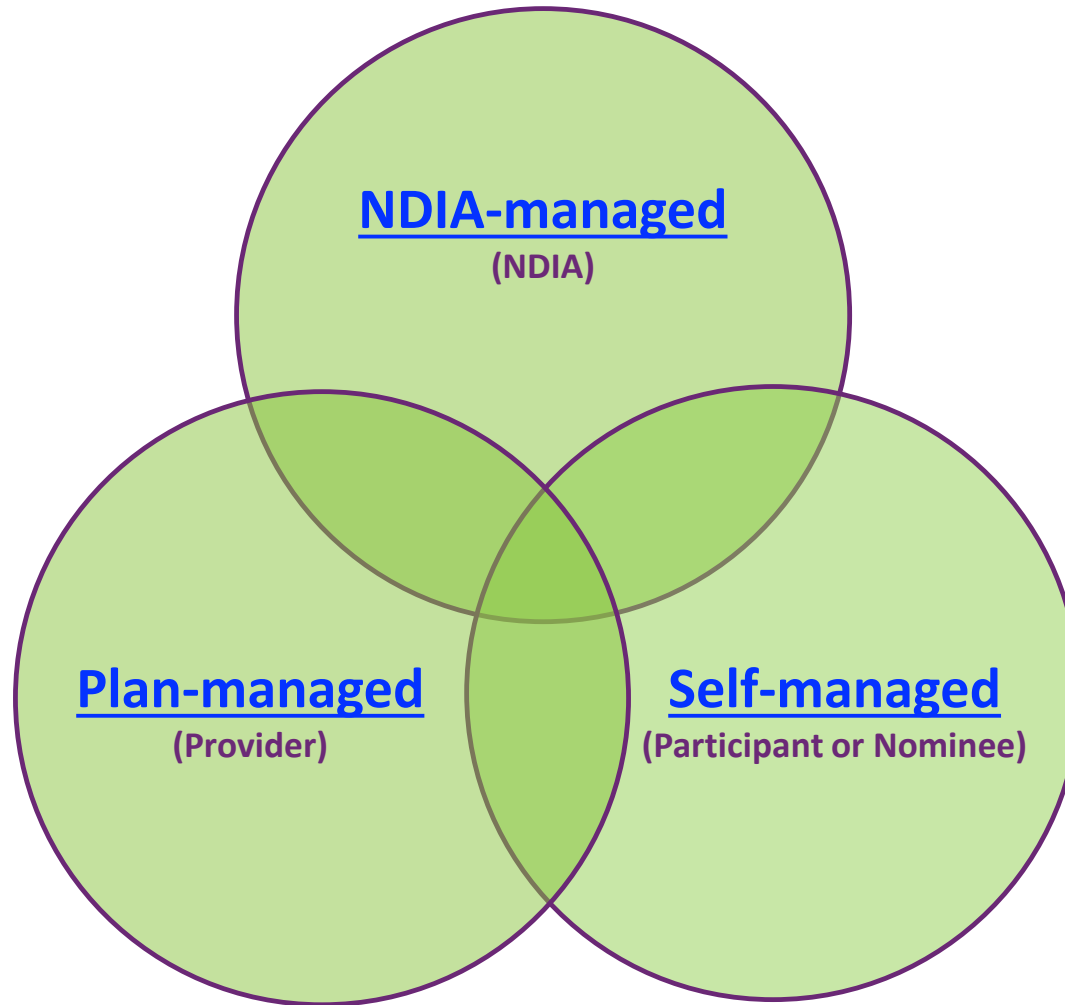 NDIA-managed
(NDIA)
Plan-managed
(Provider)
Self-managed
(Participant or Nominee)